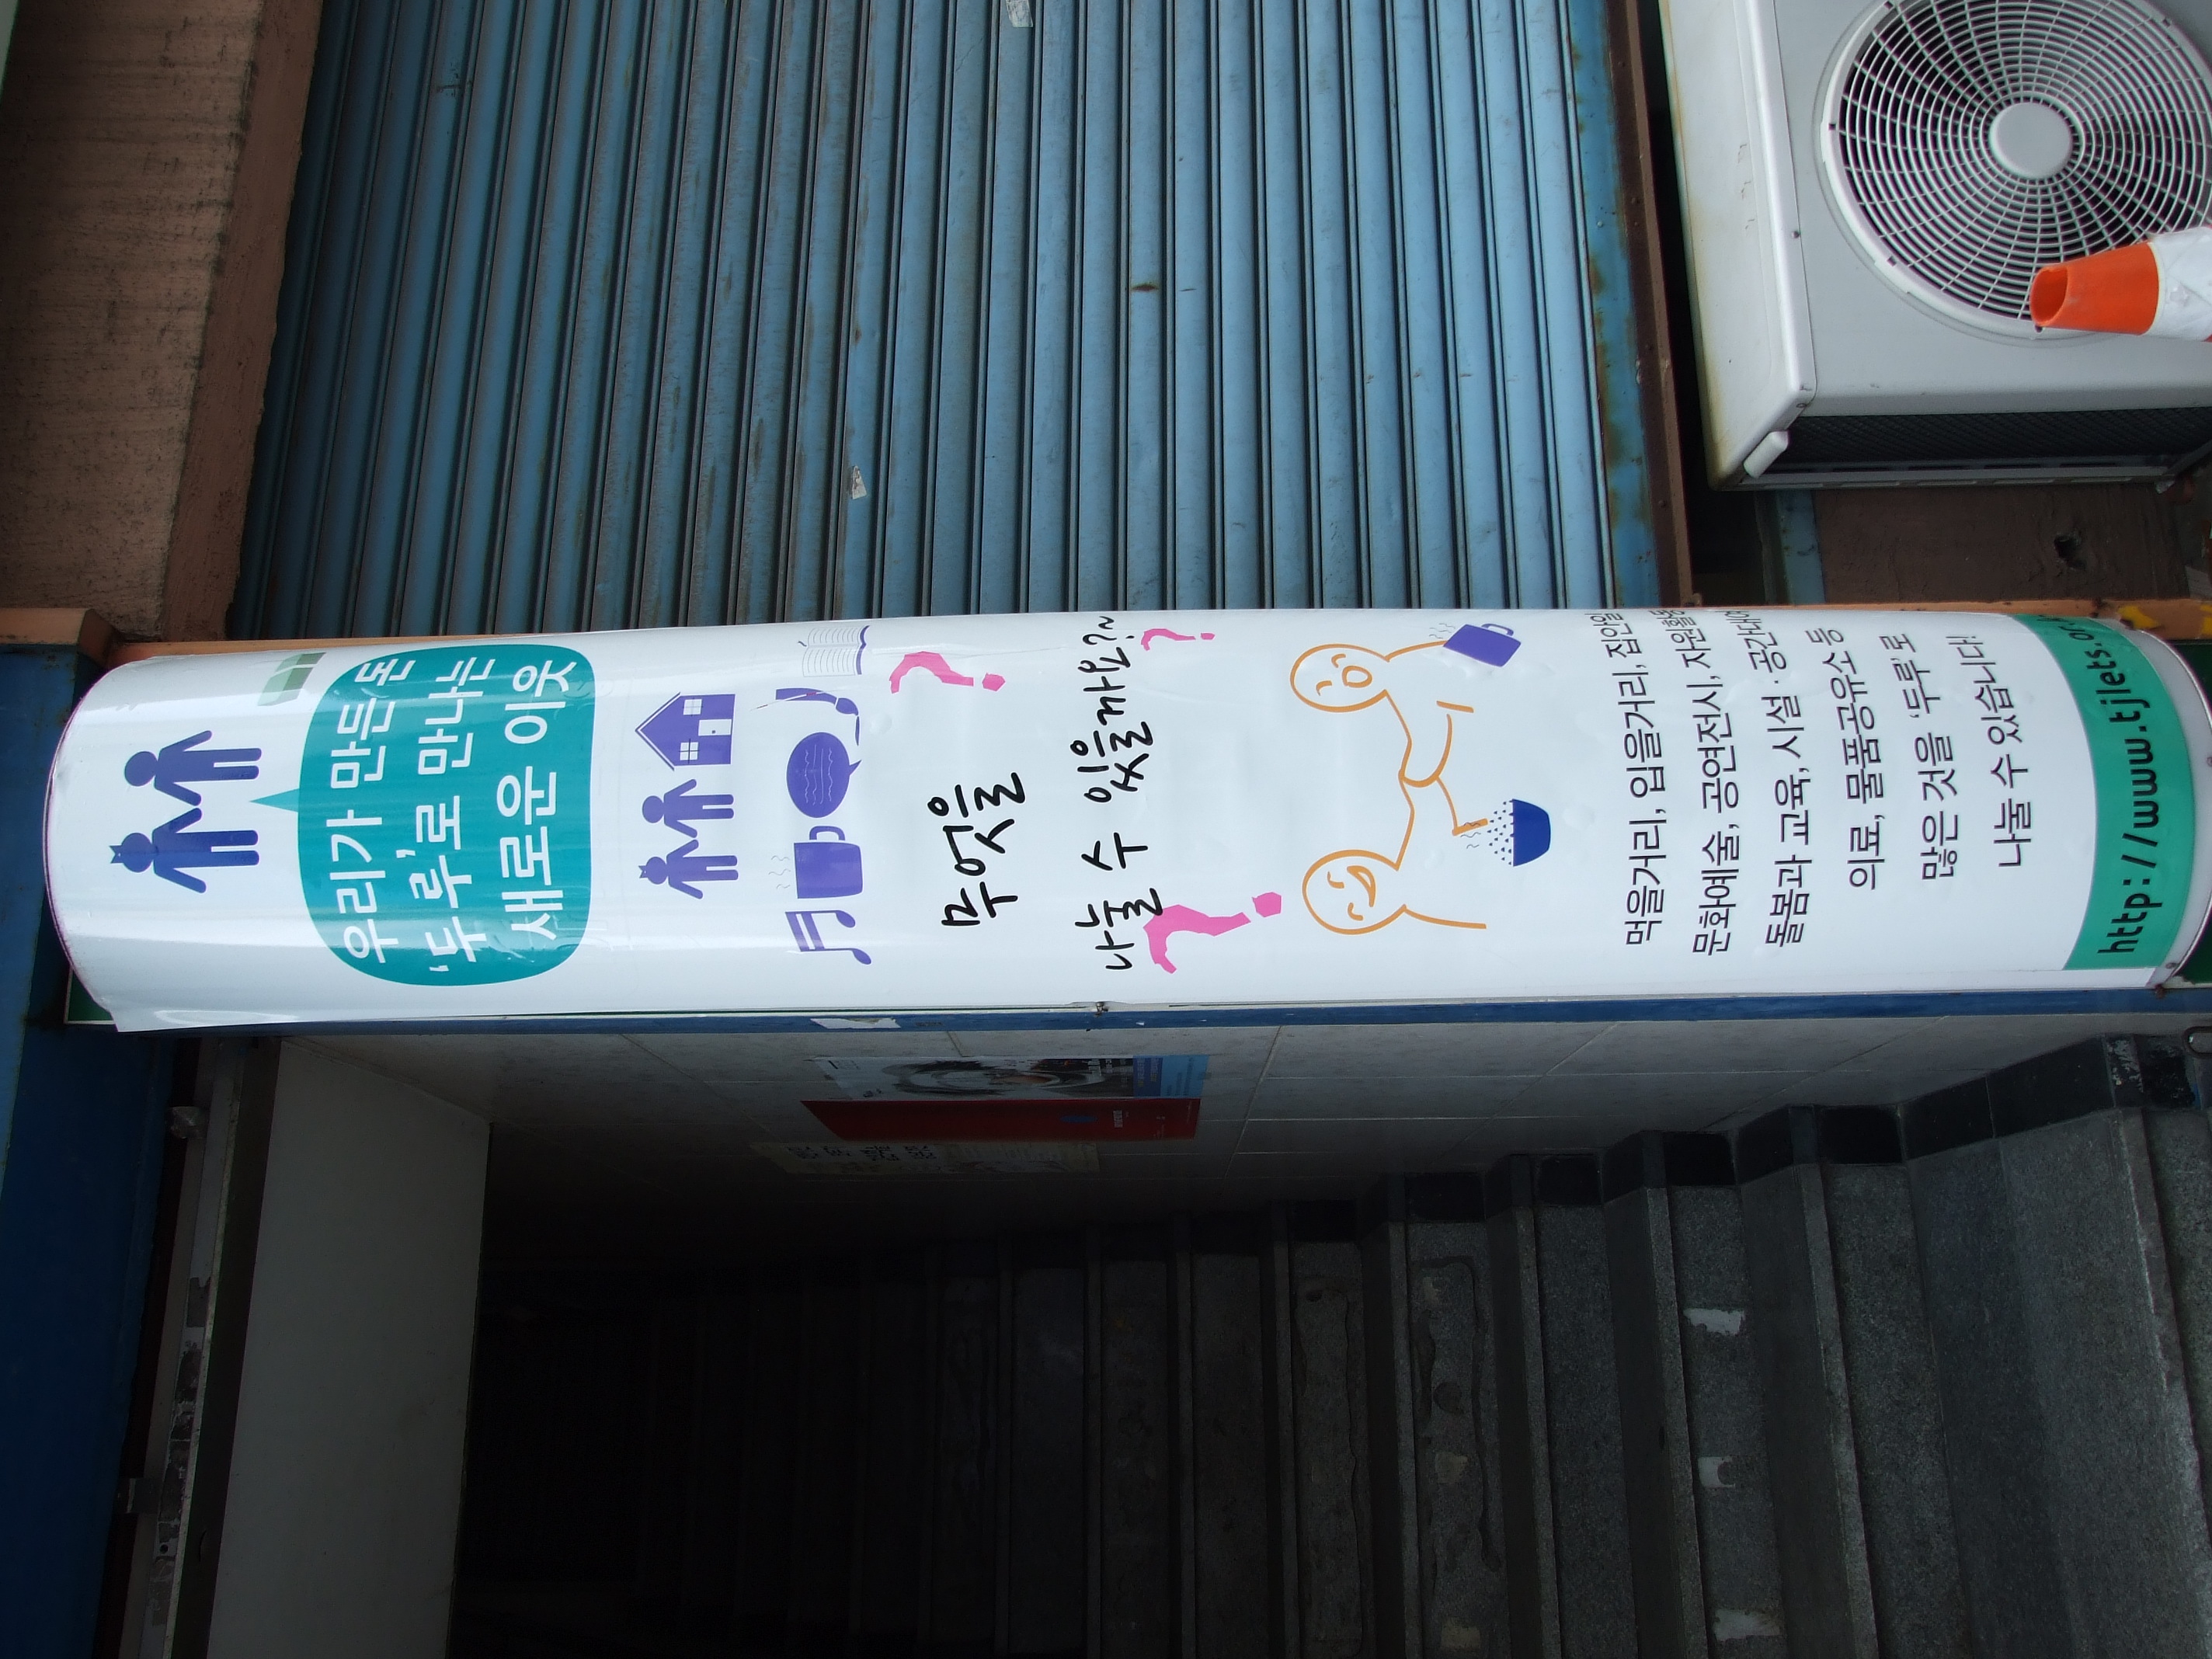 우리가 만든 돈
'두루'로 만나는
새로운 이웃
무엇을
나눌 수 있을까요?~
먹을거리, 입을거리, 집안일
문화예술, 공연전시, 자원활동
돌봄과 교육, 시설·공간대여
의료, 물품공유소 등
많은 것을 '두루'로
나눌 수 있습니다!
http://www.tjlets.or.